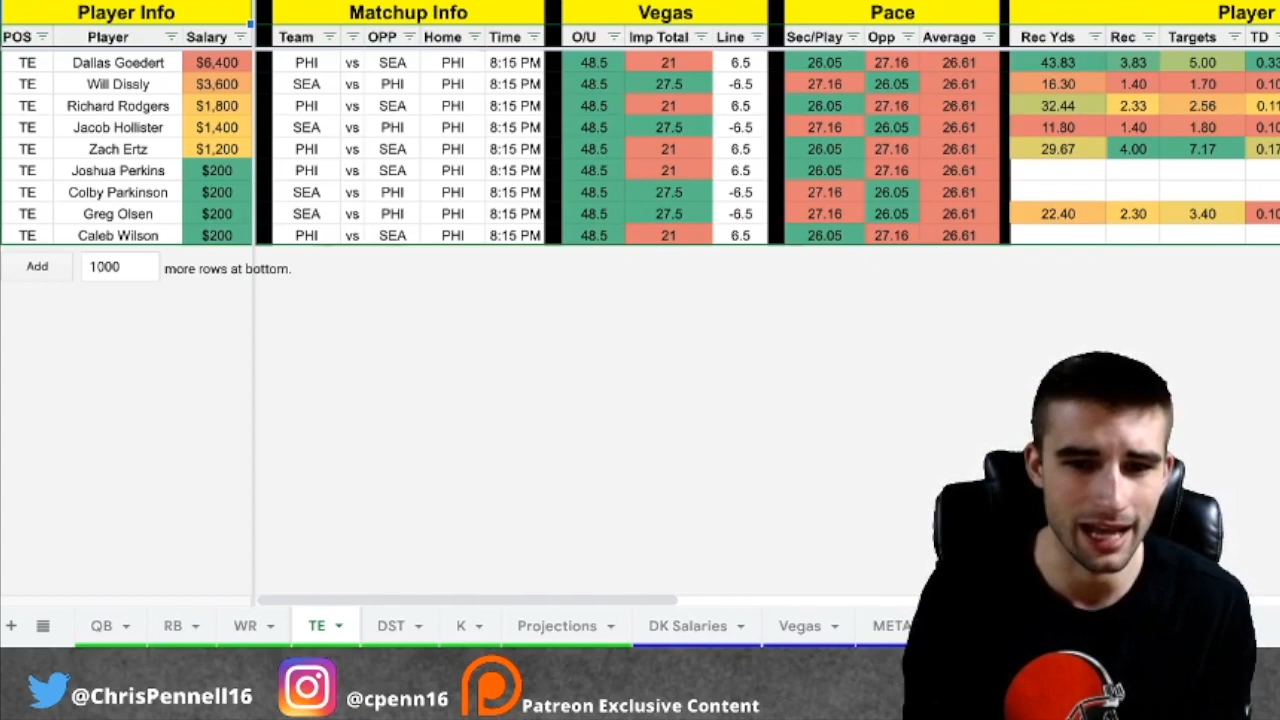 Player Info Matchup Info Vegas Pace Player
POS Player Salary Team OPP Home Time O/U Imp Total Line Sec/Play Opp Average Rec Yds Rec Targets TD
TE Dallas Goedert $6,400 PHI vs SEA PHI 8:15 PM 48.5 21 6.5 26.05 27.16 26.61 43.83 3.83 5.00 0.33
TE Will Dissly $3,600 SEA vs PHI PHI 8:15 PM 48.5 27.5 -6.5 27.16 26.05 26.61 16.30 1.40 1.70 0.10
TE Richard Rodgers $1,800 PHI vs SEA PHI 8:15 PM 48.5 21 6.5 26.05 27.16 26.61 32.44 2.33 2.56 0.11
TE Jacob Hollister $1,400 SEA vs PHI PHI 8:15 PM 48.5 27.5 -6.5 27.16 26.05 26.61 11.80 1.40 1.80 0.10
TE Zach Ertz $1,200 PHI vs SEA PHI 8:15 PM 48.5 21 6.5 26.05 27.16 26.61 29.67 4.00 7.17 0.17
TE Joshua Perkins $200 PHI vs SEA PHI 8:15 PM 48.5 21 6.5 26.05 27.16 26.61
TE Colby Parkinson $200 SEA vs PHI PHI 8:15 PM 48.5 27.5 -6.5 27.16 26.05 26.61
TE Greg Olsen $200 SEA vs PHI PHI 8:15 PM 48.5 27.5 -6.5 27.16 26.05 26.61 22.40 2.30 3.40 0.10
TE Caleb Wilson $200 PHI vs SEA PHI 8:15 PM 48.5 21 6.5 26.05 27.16 26.61
Add 1000 more rows at bottom.
+ QB RB WR TE DST K Projections DK Salaries Vegas META
@ChrisPennell16 @cpenn16 Patreon Exclusive Content